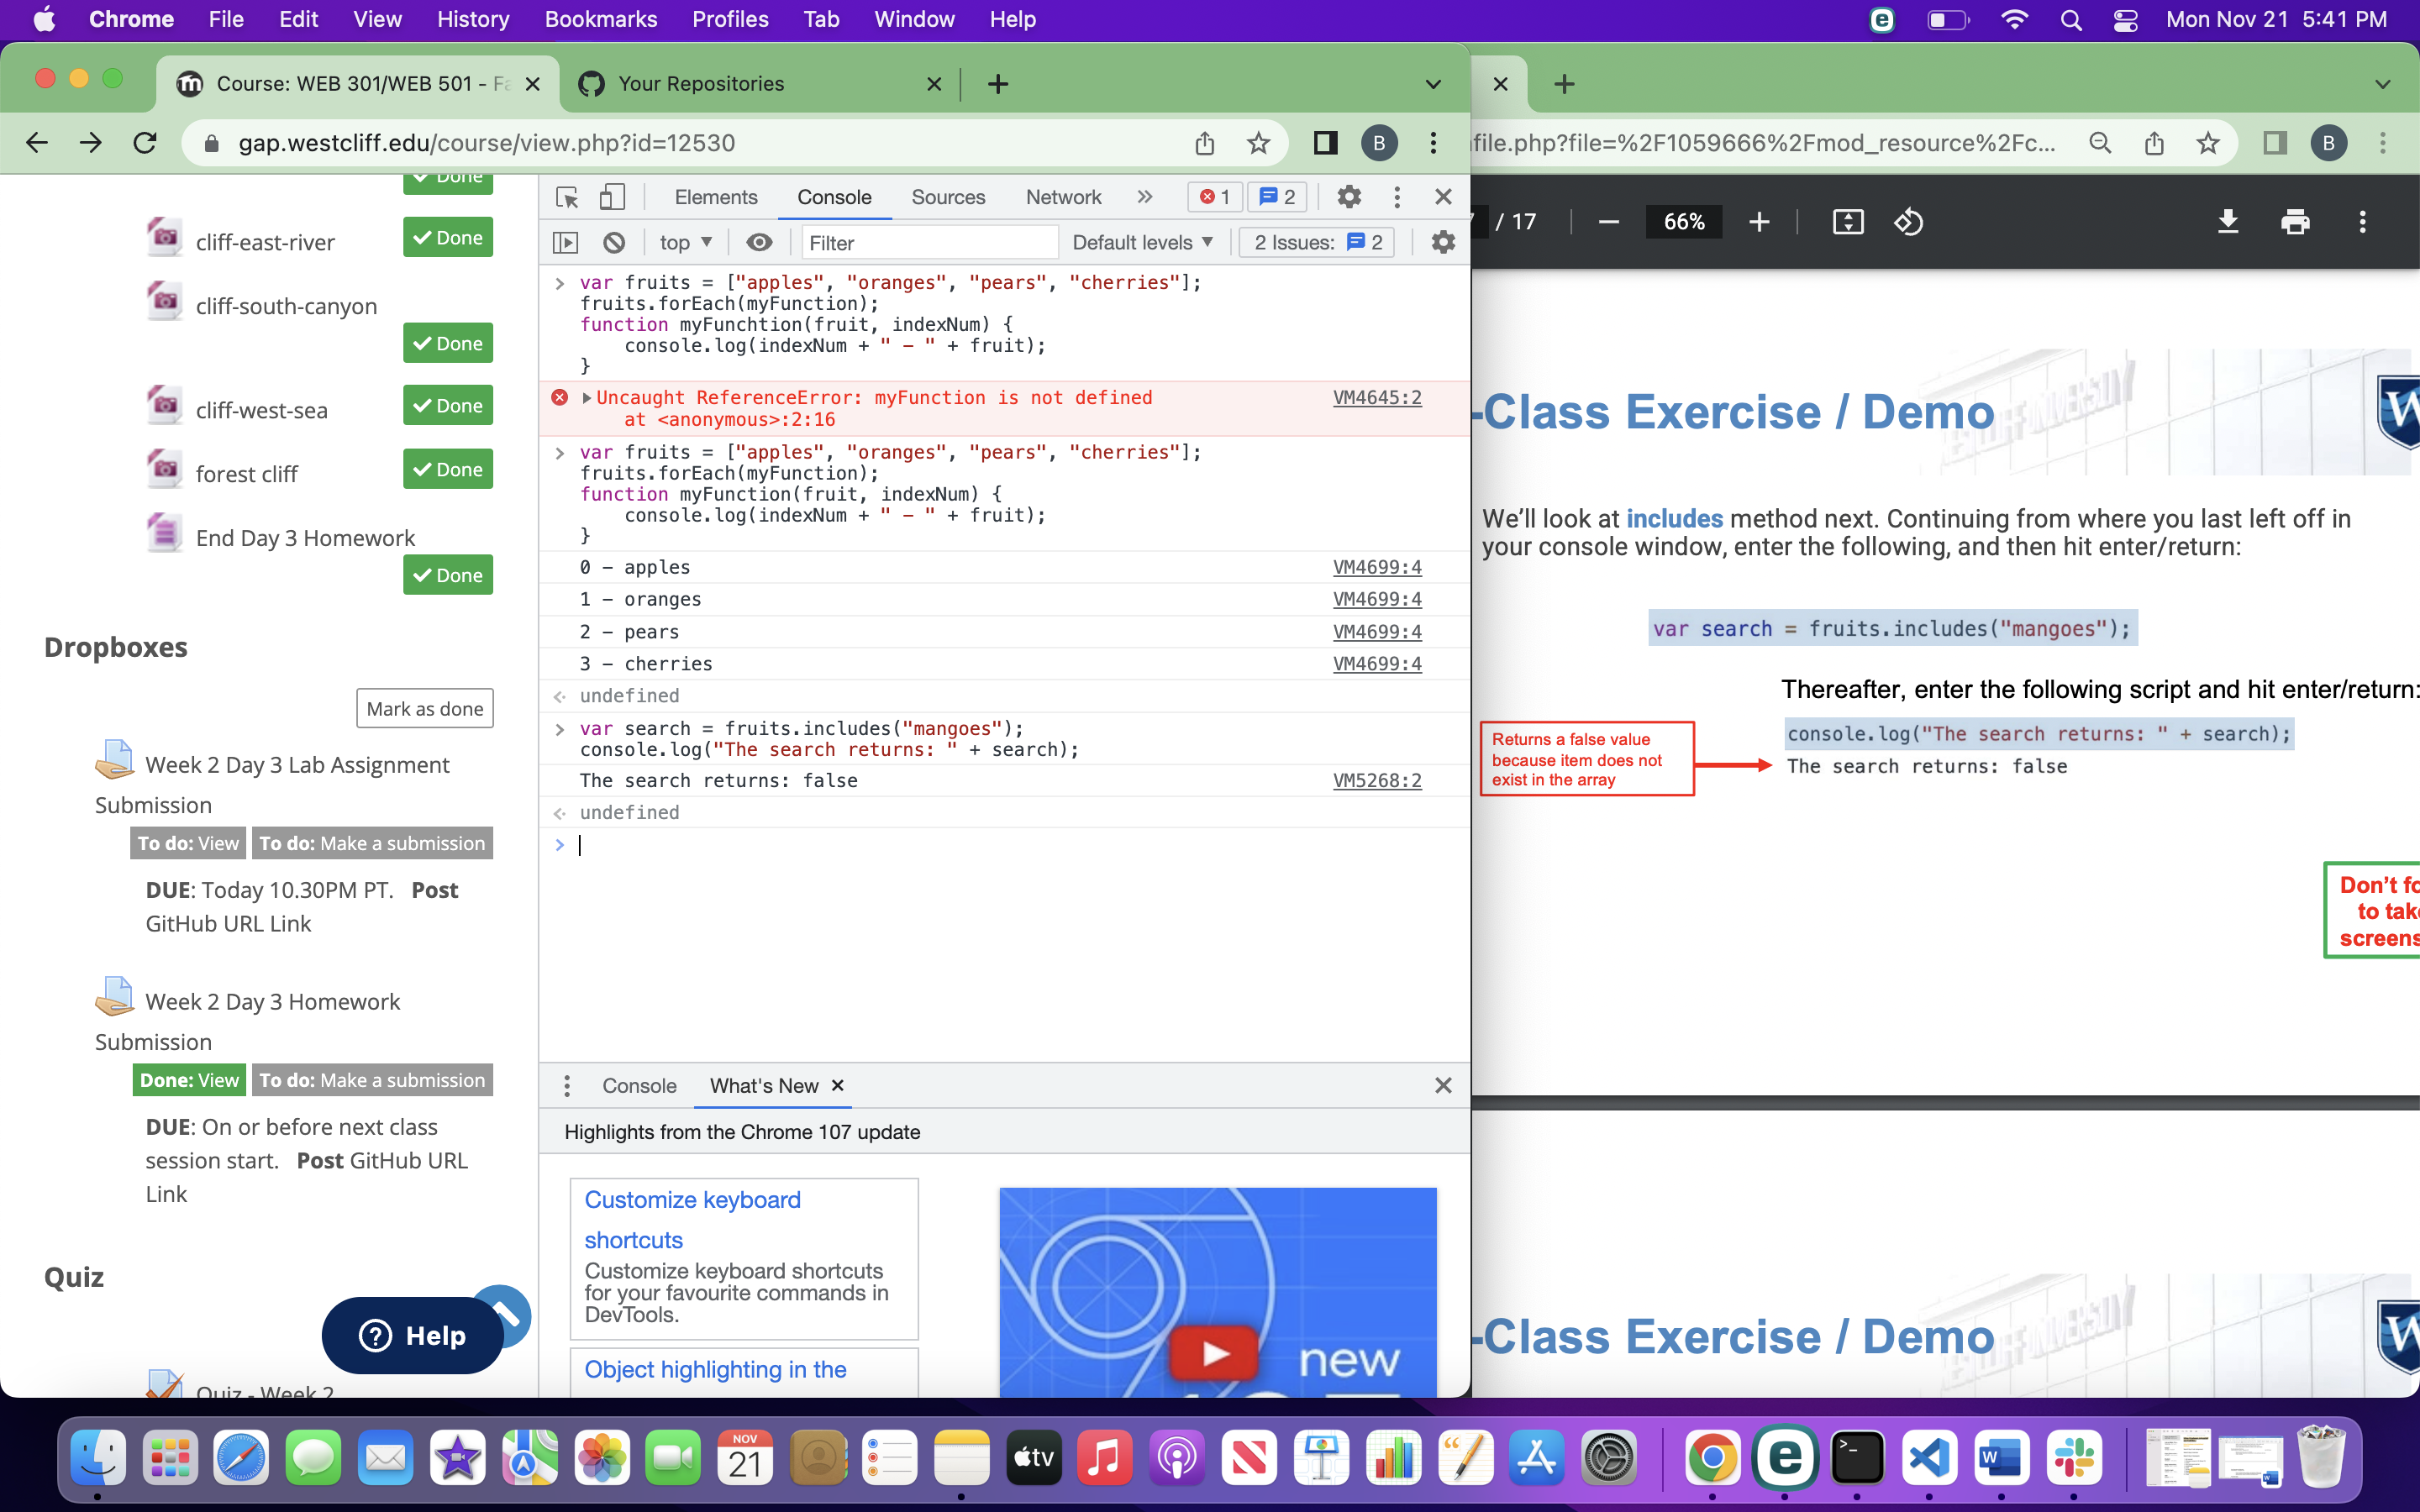 Chrome File Edit View History Bookmarks Profiles Tab Window Help Mon Nov 21 5:41 PM
Course: WEB 301/WEB 501 - Fa
Your Repositories
gap.westcliff.edu/course/view.php?id=12530
file.php?file=%2F1059666%2Fmod_resource%2Fc...
B
B
Done
cliff-east-river
Done
cliff-south-canyon
Done
cliff-west-sea
Done
forest cliff
Done
End Day 3 Homework
Done
Dropboxes
Mark as done
Week 2 Day 3 Lab Assignment
Submission
To do: View To do: Make a submission
DUE: Today 10.30PM PT. Post
GitHub URL Link
Week 2 Day 3 Homework
Submission
Done: View To do: Make a submission
DUE: On or before next class
session start. Post GitHub URL
Link
Quiz
Help
Quiz - Week 2
Elements Console Sources Network 1 2
top Filter Default levels 2 Issues: 2
var fruits = ["apples", "oranges", "pears", "cherries"];
fruits.forEach(myFunction);
function myFunchtion(fruit, indexNum) {
console.log(indexNum + " – " + fruit);
}
Uncaught ReferenceError: myFunction is not defined VM4645:2
at <anonymous>:2:16
var fruits = ["apples", "oranges", "pears", "cherries"];
fruits.forEach(myFunction);
function myFunction(fruit, indexNum) {
console.log(indexNum + " – " + fruit);
}
0 – apples VM4699:4
1 – oranges VM4699:4
2 – pears VM4699:4
3 – cherries VM4699:4
undefined
var search = fruits.includes("mangoes");
console.log("The search returns: " + search);
The search returns: false VM5268:2
undefined
Console What's New
Highlights from the Chrome 107 update
Customize keyboard
shortcuts
Customize keyboard shortcuts
for your favourite commands in
DevTools.
Object highlighting in the
new
/ 17 66%
-Class Exercise / Demo
We'll look at includes method next. Continuing from where you last left off in
your console window, enter the following, and then hit enter/return:
var search = fruits.includes("mangoes");
Thereafter, enter the following script and hit enter/return:
console.log("The search returns: " + search);
The search returns: false
Returns a false value
because item does not
exist in the array
Don't fo
to take
screens
-Class Exercise / Demo
NOV
21
tv